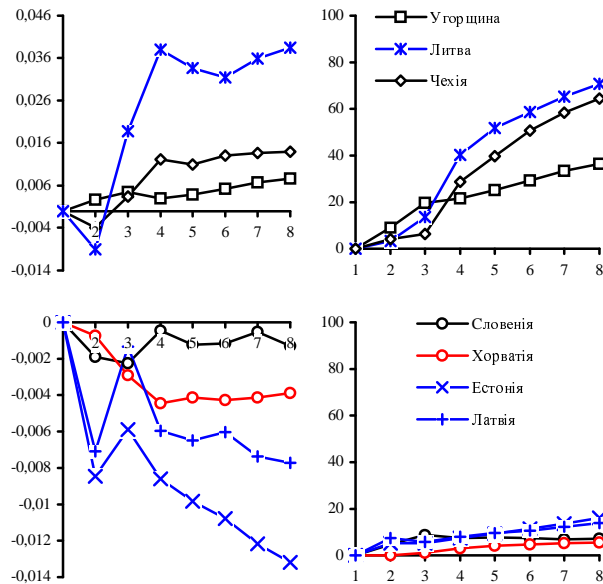 0,046
0,036
0,026
0,016
0,006
-0,004
-0,014
2 3 4 5 6 7 8
100
80
60
40
20
0
1 2 3 4 5 6 7 8
Угорщина
Литва
Чехія
0
-0,002
-0,004
-0,006
-0,008
-0,01
-0,012
-0,014
2 3 4 5 6 7 8
100
80
60
40
20
0
1 2 3 4 5 6 7 8
Словенія
Хорватія
Естонія
Латвія